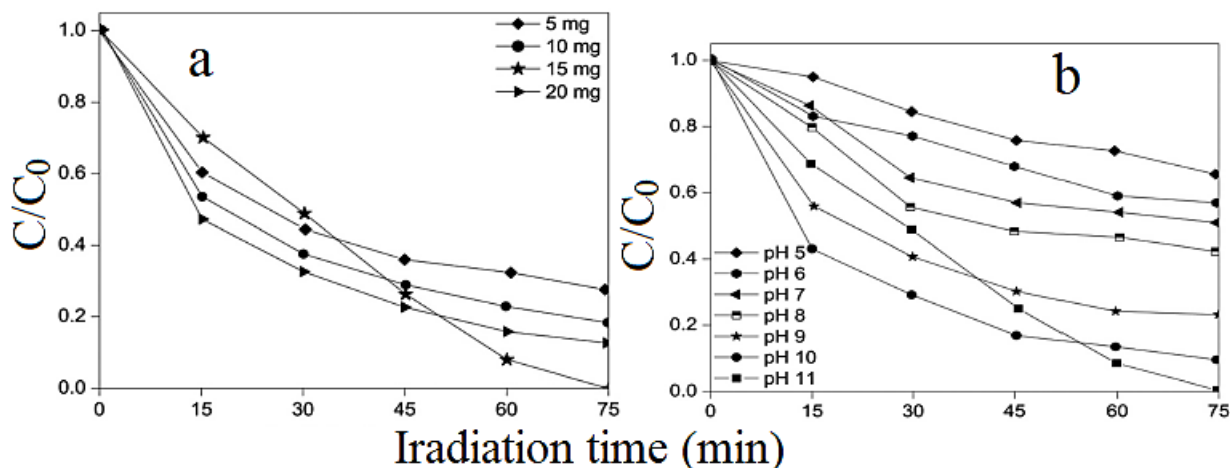 a
C/C0
1.0
0.8
0.6
0.4
0.2
0.0
5 mg
10 mg
15 mg
20 mg
0 15 30 45 60 75
b
C/C0
1.0
0.8
0.6
0.4
0.2
0.0
pH 5
pH 6
pH 7
pH 8
pH 9
pH 10
pH 11
0 15 30 45 60 75
Iradiation time (min)